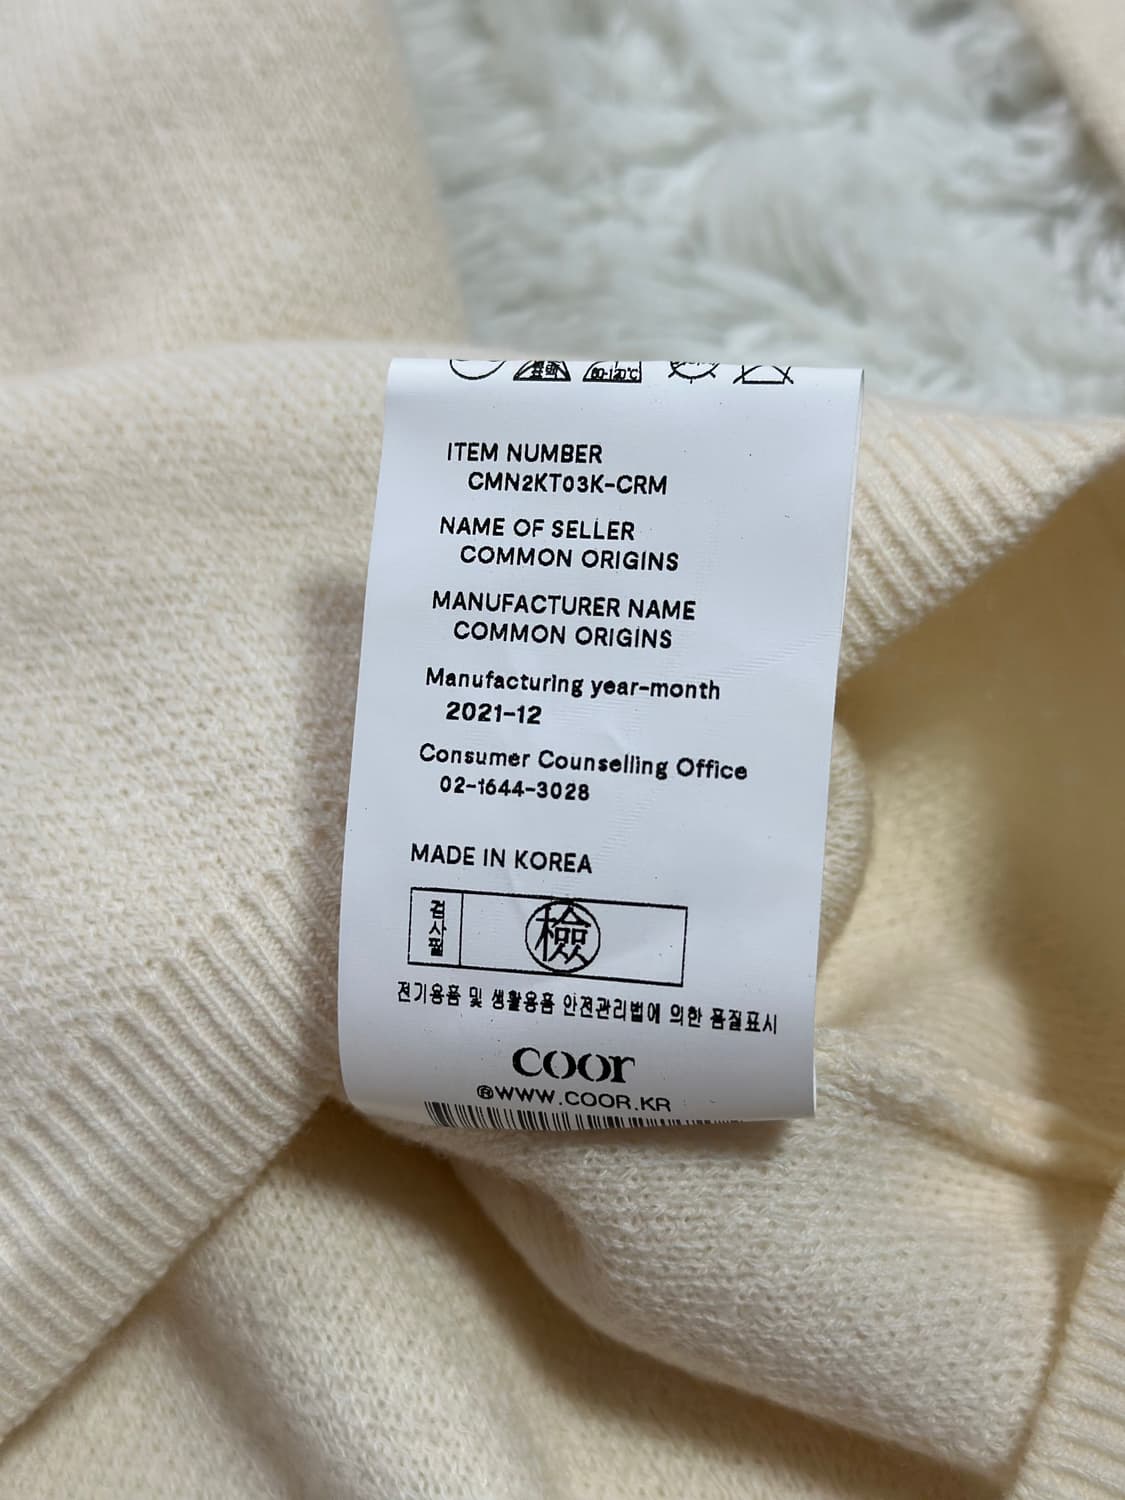 80-120℃
ITEM NUMBER
CMN2KT03K-CRM
NAME OF SELLER
COMMON ORIGINS
MANUFACTURER NAME
COMMON ORIGINS
Manufacturing year-month
2021-12
Consumer Counselling Office
02-1644-3028
MADE IN KOREA
검사필
檢
전기용품 및 생활용품 안전관리법에 의한 품질표시
coor
®WWW.COOR.KR